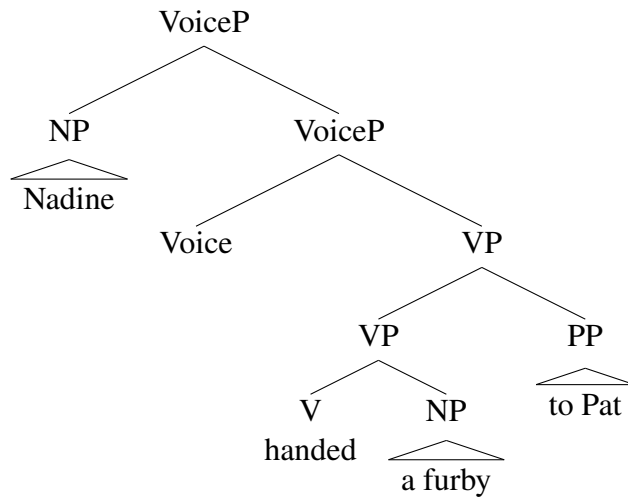 VoiceP
NP VoiceP
Nadine
Voice VP
VP PP
V NP to Pat
handed a furby